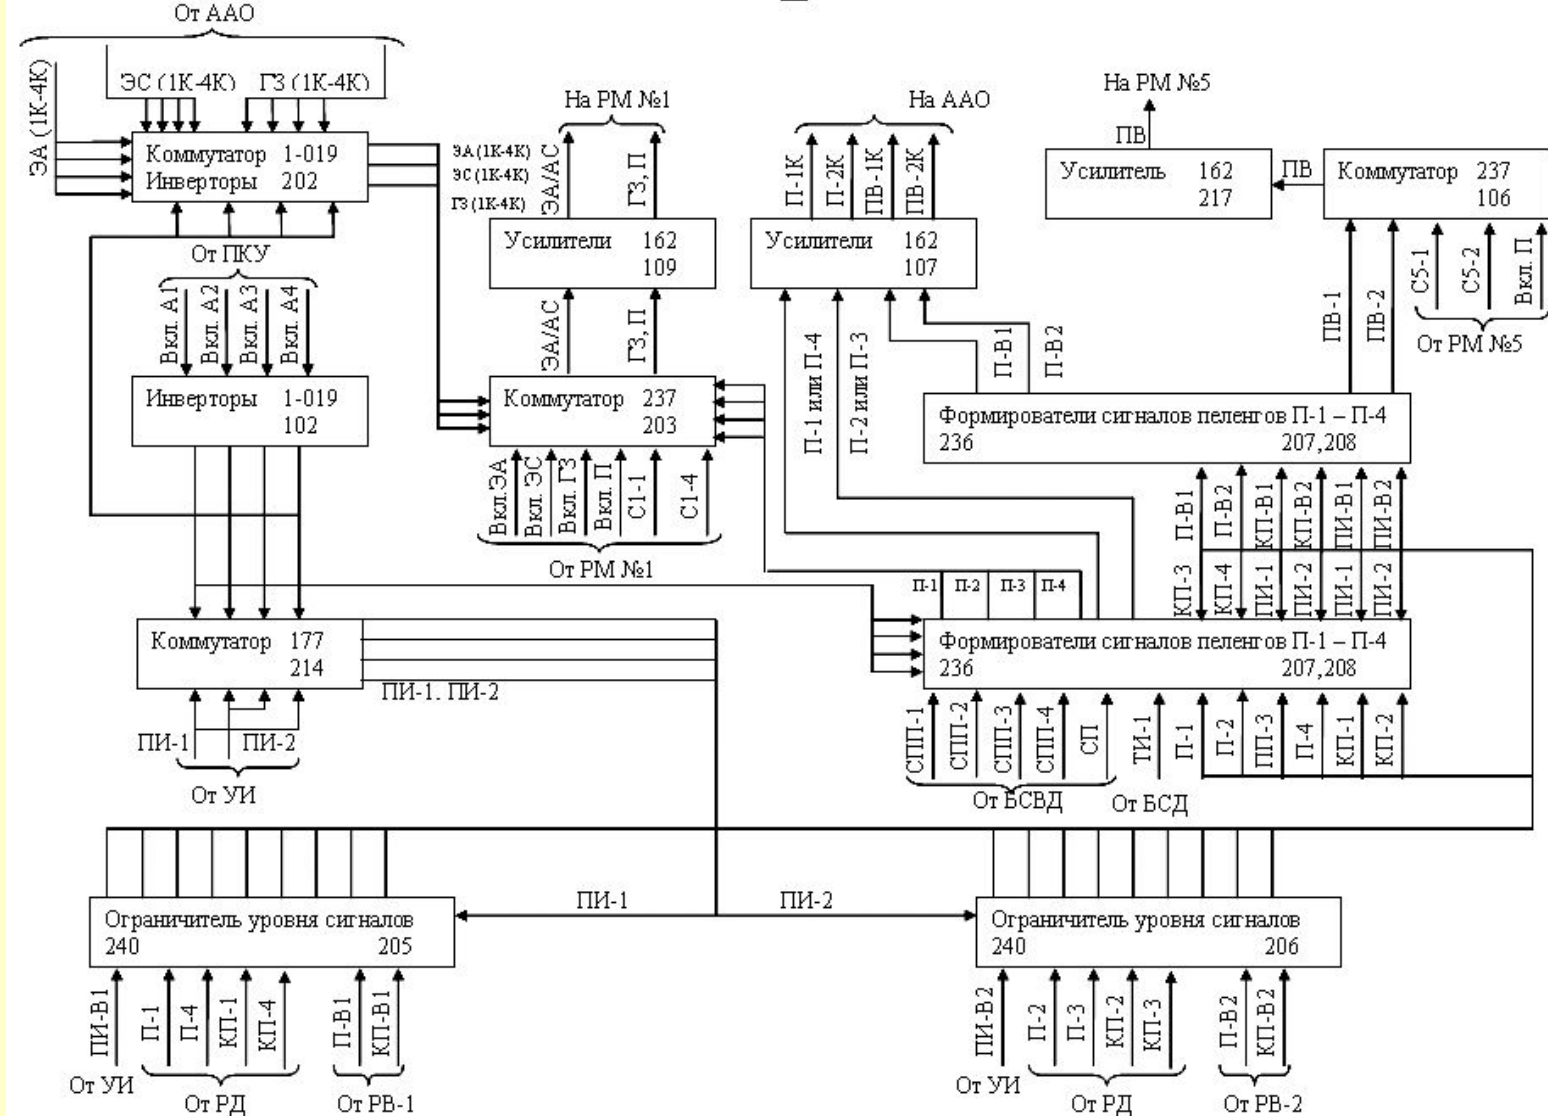 От ААО
ЭА (1К-4К)
ЭС (1К-4К)
ГЗ (1К-4К)
Коммутатор 1-019
Инверторы 202
ЭА (1К-4К)
ЭС (1К-4К)
ГЗ (1К-4К)
На РМ №1
ЭА/АС
ГЗ, П
Усилители 162
109
ЭА/АС
ГЗ, П
На ААО
П-1К
П-2К
ПВ-1К
ПВ-2К
Усилители 162
107
На РМ №5
ПВ
Усилитель 162
217
ПВ
Коммутатор 237
106
ПВ-1
ПВ-2
С5-1
С5-2
Вкл. П
От РМ №5
От ПКУ
Вкл. А1
Вкл. А2
Вкл. А3
Вкл. А4
Инверторы 1-019
102
Коммутатор 237
203
Вкл.ЭА
Вкл. ЭС
Вкл. ГЗ
Вкл. П
С1-1
С1-4
От РМ №1
П-1 или П-4
П-2 или П-3
П-В1
П-В2
Формирователи сигналов пеленгов П-1 – П-4
236 207,208
П-В1
П-В2
КП-В1
КП-В2
ПИ-В1
ПИ-В2
КП-3
КП-4
ПИ-1
ПИ-2
ПИ-1
ПИ-2
П-1
П-2
П-3
П-4
Коммутатор 177
214
ПИ-1. ПИ-2
ПИ-1
ПИ-2
От УИ
Формирователи сигналов пеленгов П-1 – П-4
236 207,208
СПП-1
СПП-2
СПП-3
СПП-4
СП
ТИ-1
П-1
П-2
ПП-3
П-4
КП-1
КП-2
От БСВД
От БСД
ПИ-1
ПИ-2
Ограничитель уровня сигналов
240 205
ПИ-В1
П-1
П-4
КП-1
КП-4
П-В1
КП-В1
От УИ
От РД
От РВ-1
Ограничитель уровня сигналов
240 206
ПИ-В2
П-2
П-3
КП-2
КП-3
П-В2
КП-В2
От УИ
От РД
От РВ-2